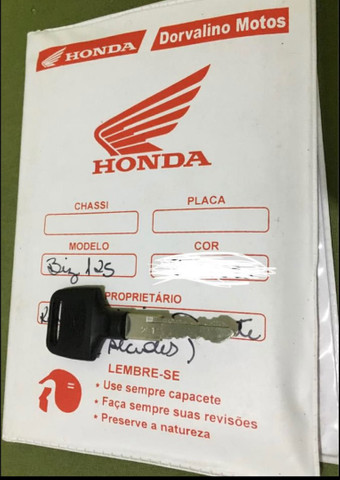 HONDA Dorvalino Motos
HONDA
CHASSI PLACA
MODELO COR
Biz 125
PROPRIETÁRIO
LEMBRE-SE
• Use sempre capacete
• Faça sempre suas revisões
• Preserve a natureza